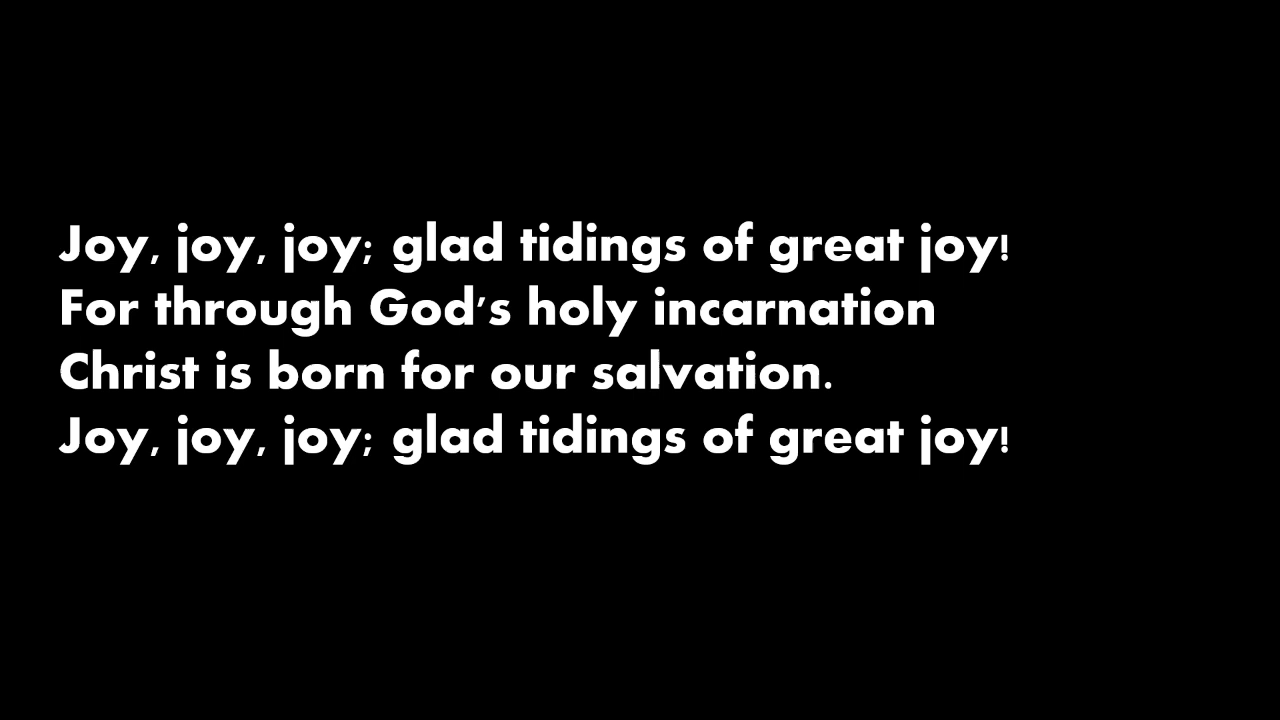 Joy, joy, joy; glad tidings of great joy!
For through God's holy incarnation
Christ is born for our salvation.
Joy, joy, joy; glad tidings of great joy!